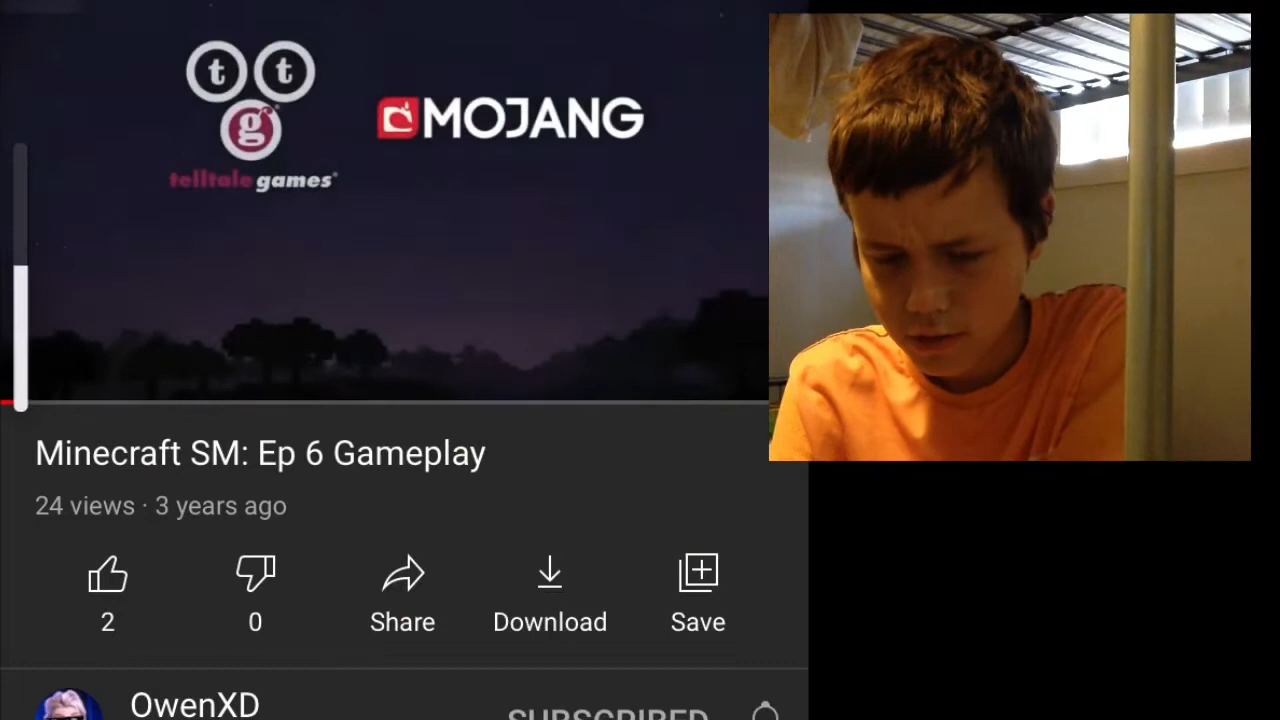 t t
g
telltale games
MOJANG
Minecraft SM: Ep 6 Gameplay
24 views · 3 years ago
2
0
Share
Download
Save
OwenXD
SUBSCRIBED